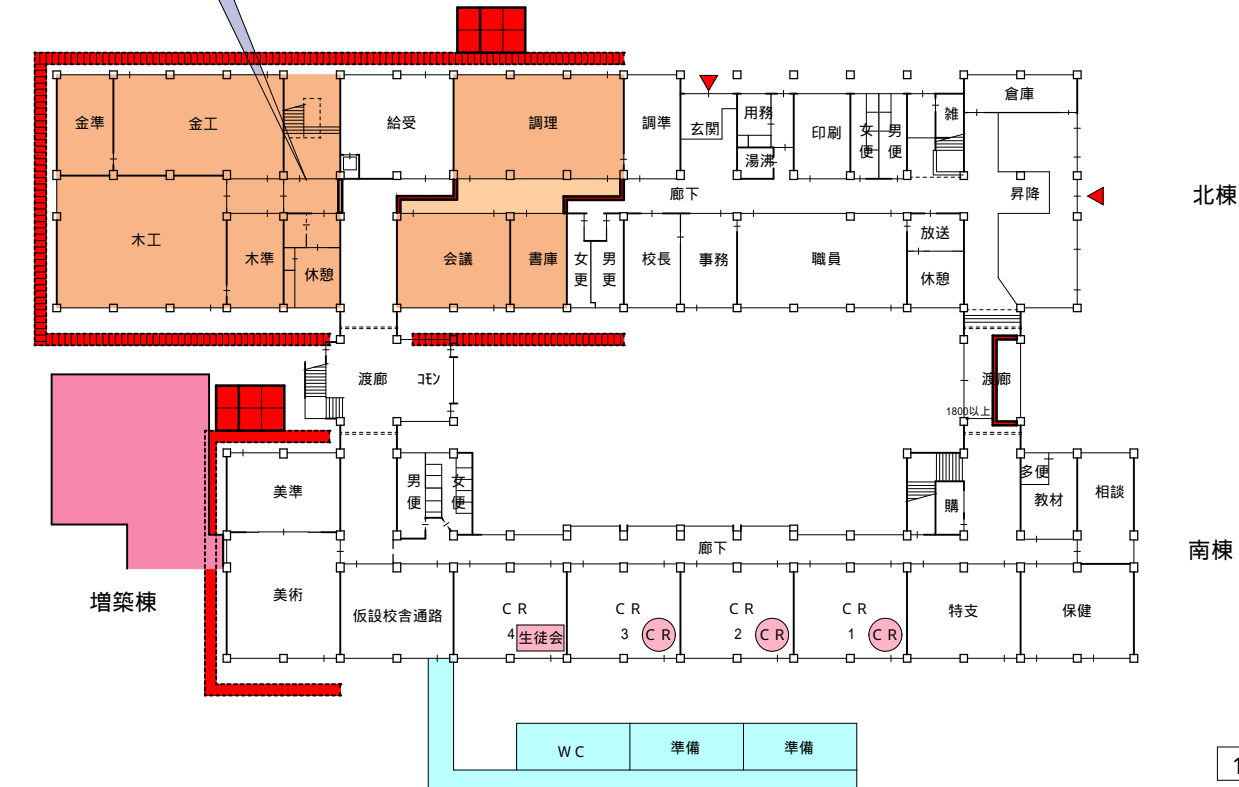 倉庫
金準
金工
給受
調理
調準
玄関
用務
湯沸
印刷
女便
男便
雑
廊下
昇降
北棟
木工
木準
休憩
会議
書庫
女更
男更
校長
事務
職員
放送
休憩
渡廊
コモン
渡廊
1800以上
美準
男便
女便
購
多便
教材
相談
廊下
南棟
増築棟
美術
仮設校舎通路
ＣＲ
4
生徒会
ＣＲ
3
ＣＲ
ＣＲ
2
ＣＲ
ＣＲ
1
ＣＲ
特支
保健
ＷＣ
準備
準備
1